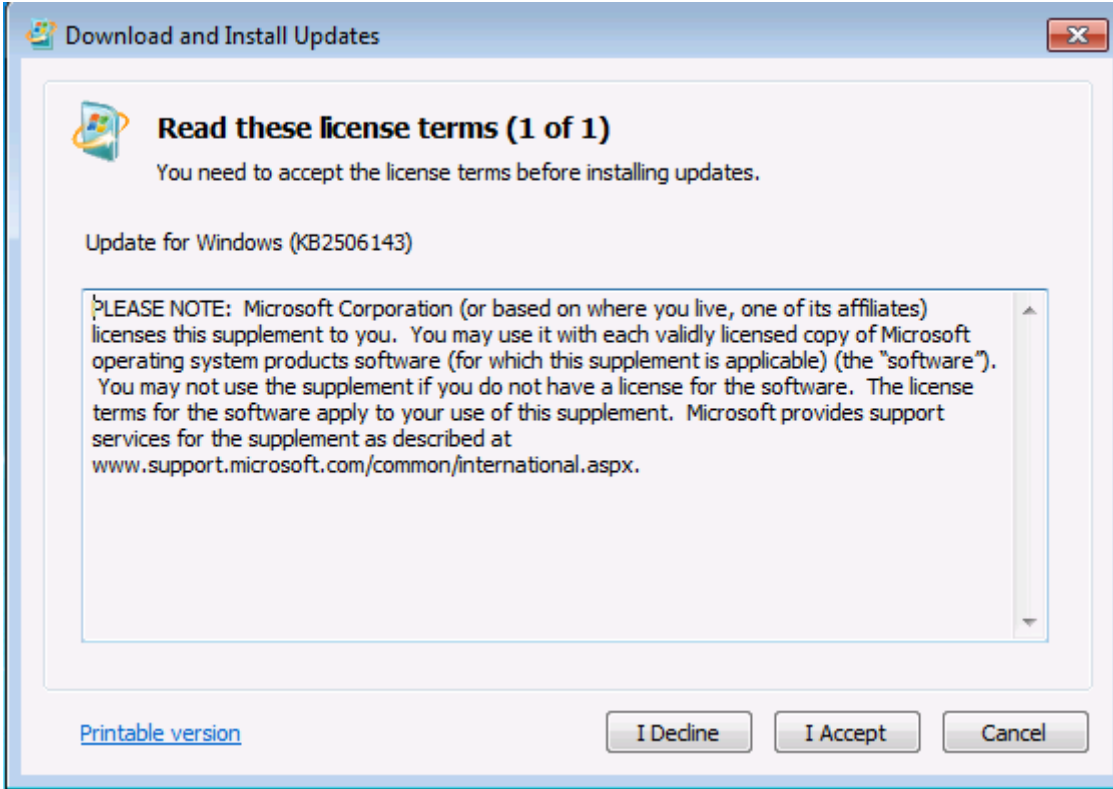 Download and Install Updates
Read these license terms (1 of 1)
You need to accept the license terms before installing updates.
Update for Windows (KB2506143)
PLEASE NOTE:  Microsoft Corporation (or based on where you live, one of its affiliates)
licenses this supplement to you.  You may use it with each validly licensed copy of Microsoft
operating system products software (for which this supplement is applicable) (the “software”).
You may not use the supplement if you do not have a license for the software.  The license
terms for the software apply to your use of this supplement.  Microsoft provides support
services for the supplement as described at
www.support.microsoft.com/common/international.aspx.
Printable version
I Decline
I Accept
Cancel